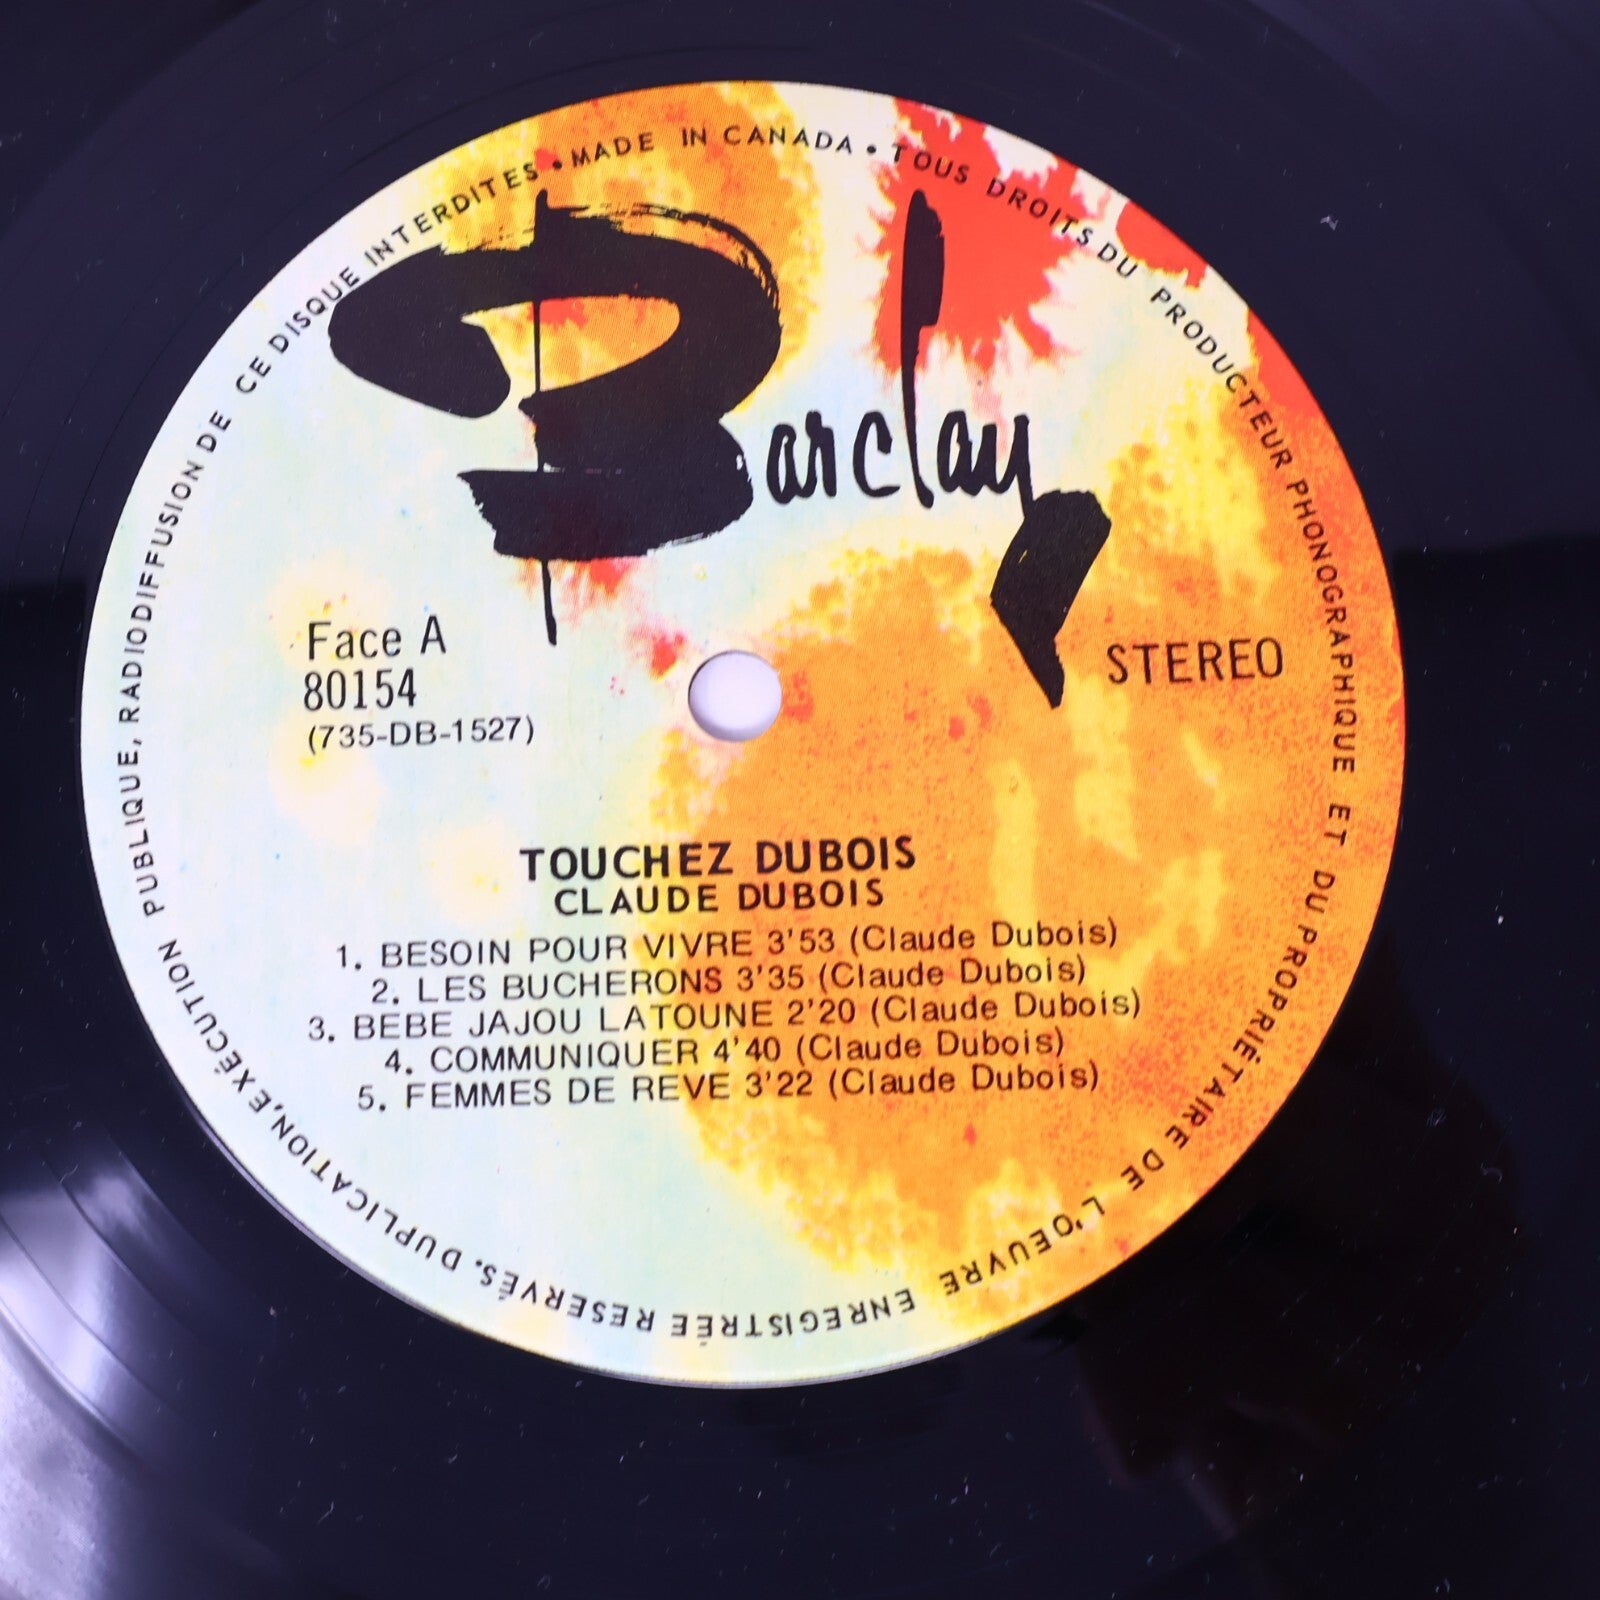 Barclay
Face A
80154
(735-DB-1527)
STEREO
TOUCHEZ DUBOIS
CLAUDE DUBOIS
1. BESOIN POUR VIVRE 3'53 (Claude Dubois)
2. LES BUCHERONS 3'35 (Claude Dubois)
3. BEBE JAJOU LATOUNE 2'20 (Claude Dubois)
4. COMMUNIQUER 4'40 (Claude Dubois)
5. FEMMES DE REVE 3'22 (Claude Dubois)
• MADE IN CANADA • TOUS DROITS DU PRODUCTEUR PHONOGRAPHIQUE ET DU PROPRIÉTAIRE DE L'OEUVRE ENREGISTRÉE RESERVÉS. DUPLICATION, EXÉCUTION PUBLIQUE, RADIODIFFUSION DE CE DISQUE INTERDITES